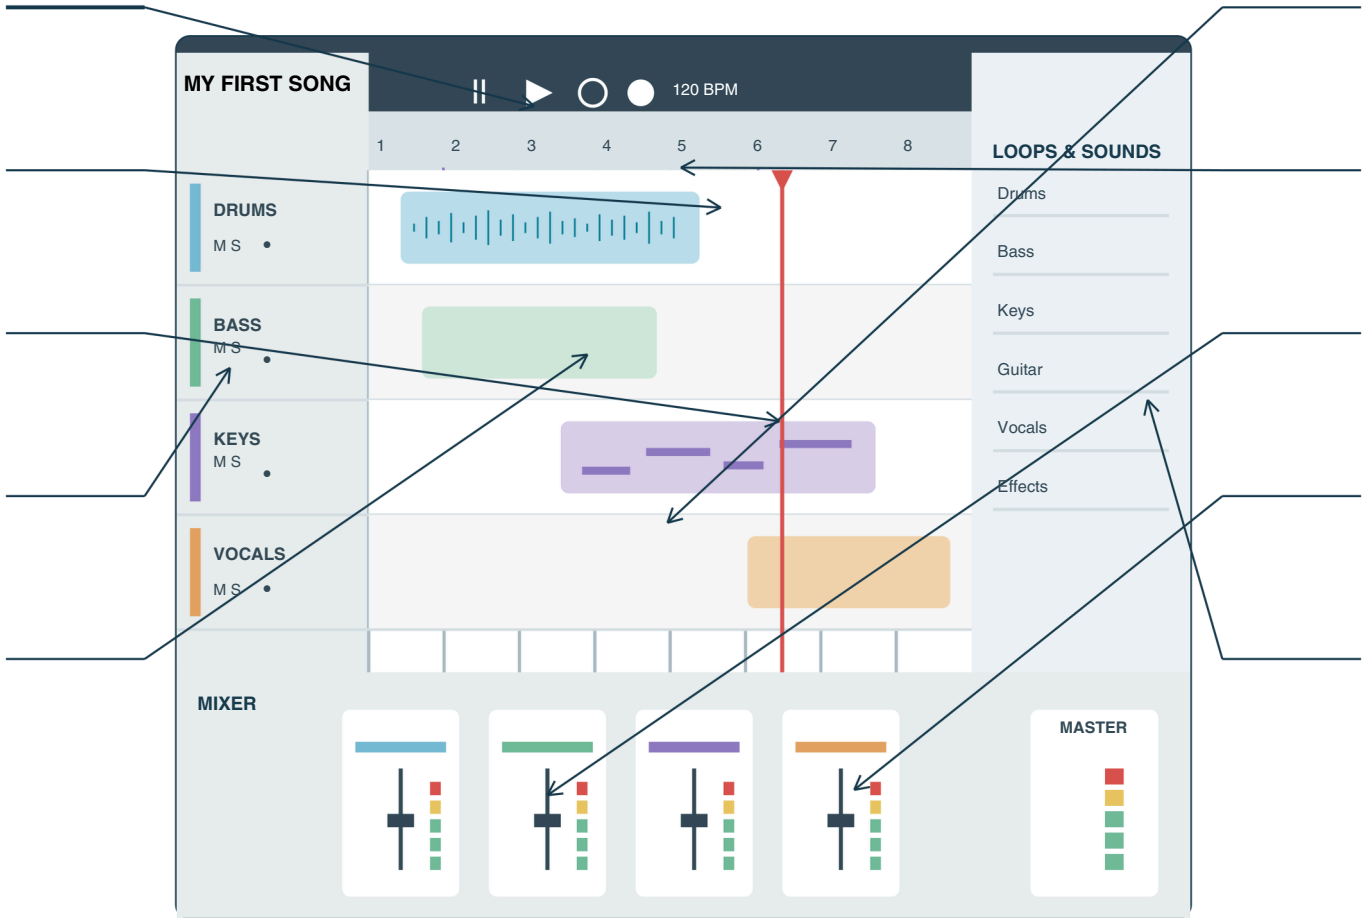 MY FIRST SONG
120 BPM
1 2 3 4 5 6 7 8
LOOPS & SOUNDS
Drums
Bass
Keys
Guitar
Vocals
Effects
DRUMS
M S
BASS
M S
KEYS
M S
VOCALS
M S
MIXER
MASTER